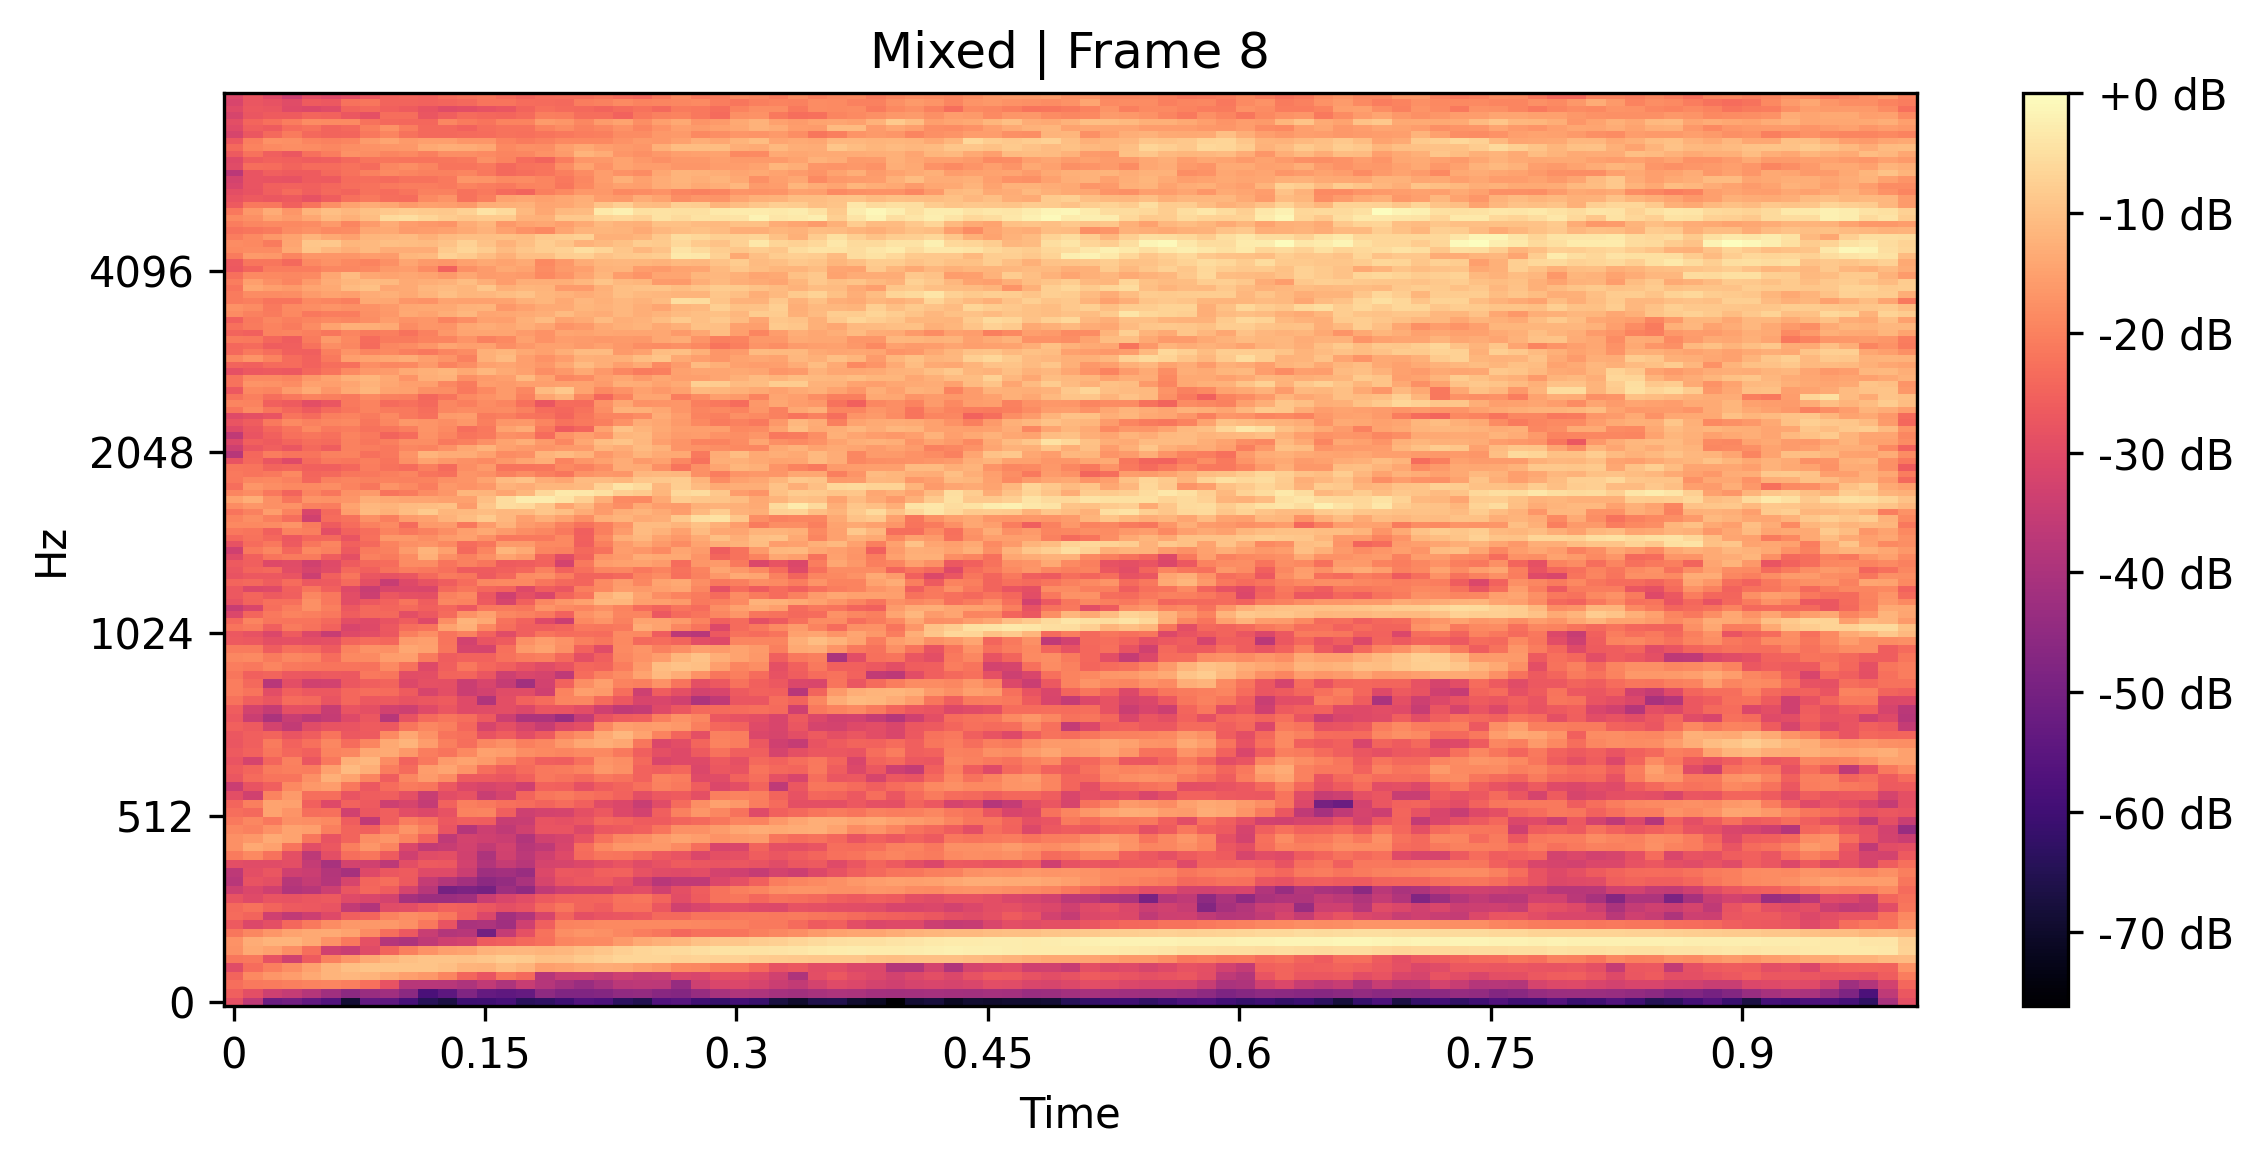 Mixed | Frame 8
+0 dB
-10 dB
-20 dB
-30 dB
-40 dB
-50 dB
-60 dB
-70 dB
Hz
4096
2048
1024
512
0
0 0.15 0.3 0.45 0.6 0.75 0.9
Time